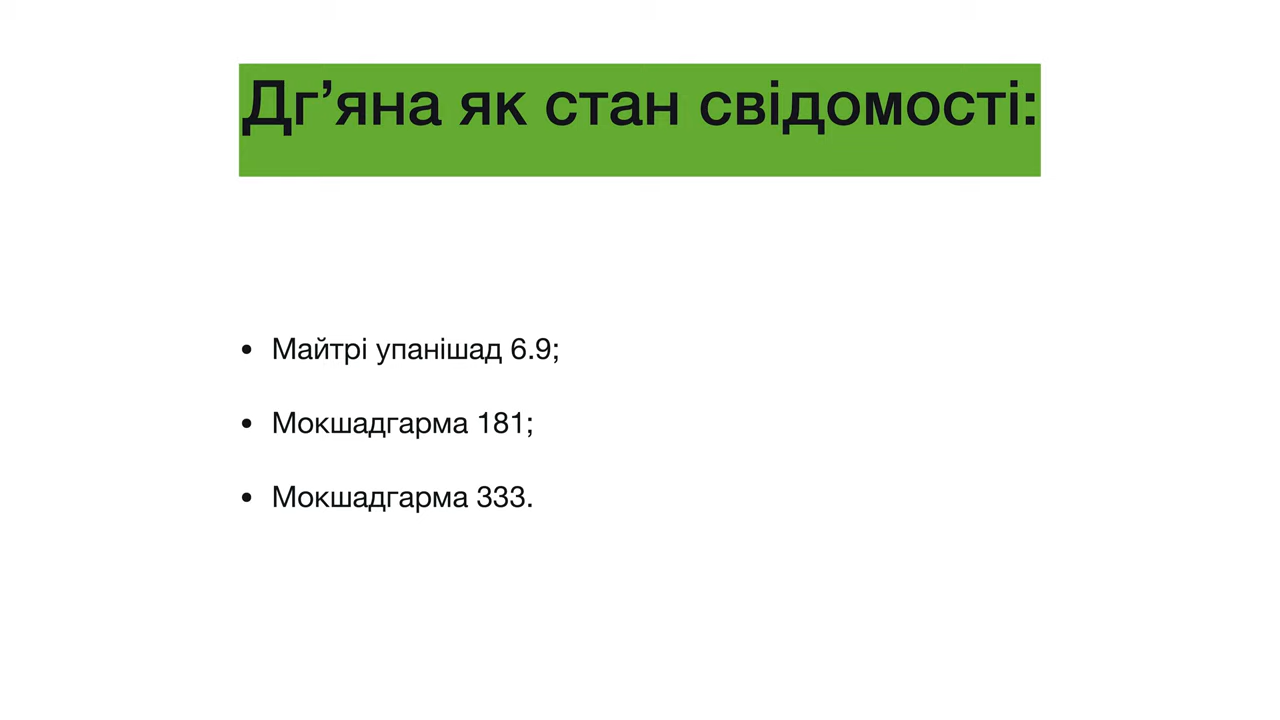 Дг’яна як стан свідомості:
• Майтрі упанішад 6.9;
• Мокшадгарма 181;
• Мокшадгарма 333.